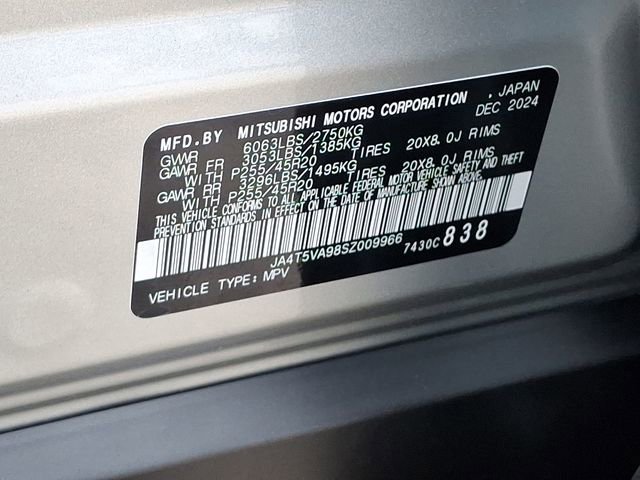 MFD.BY MITSUBISHI MOTORS CORPORATION . JAPAN
DEC 2024
GVWR 6063LBS/2750KG
GAWR FR 3053LBS/1385KG
WITH P255/45R20 TIRES 20X8.0J RIMS
GAWR RR 3296LBS/1495KG
WITH P255/45R20 TIRES 20X8.0J RIMS
THIS VEHICLE CONFORMS TO ALL APPLICABLE FEDERAL MOTOR VEHICLE SAFETY AND THEFT
PREVENTION STANDARDS IN EFFECT ON THE DATE OF MANUFACTURE SHOWN ABOVE.
JA4T5VA98SZ009966 7430C 838
VEHICLE TYPE: MPV